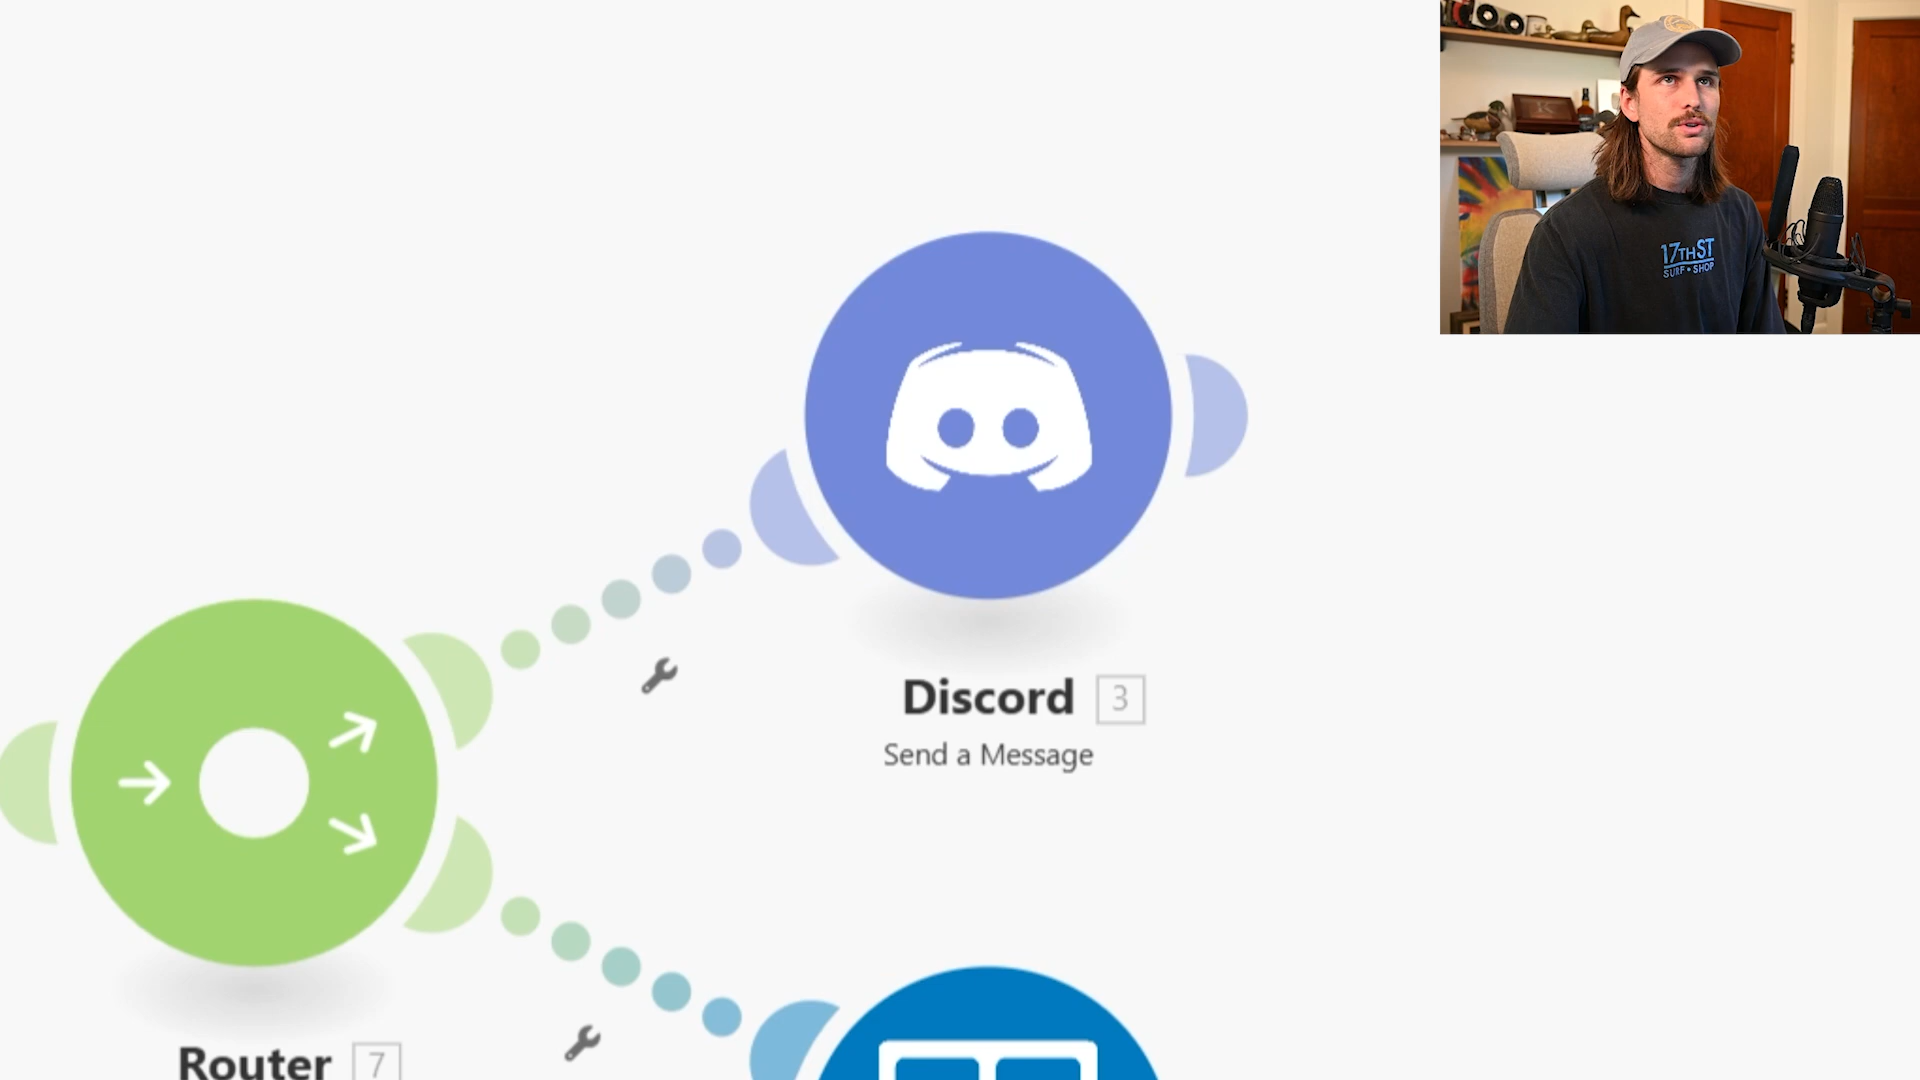 17TH ST
SURF • SHOP
Discord 3
Send a Message
Router 7